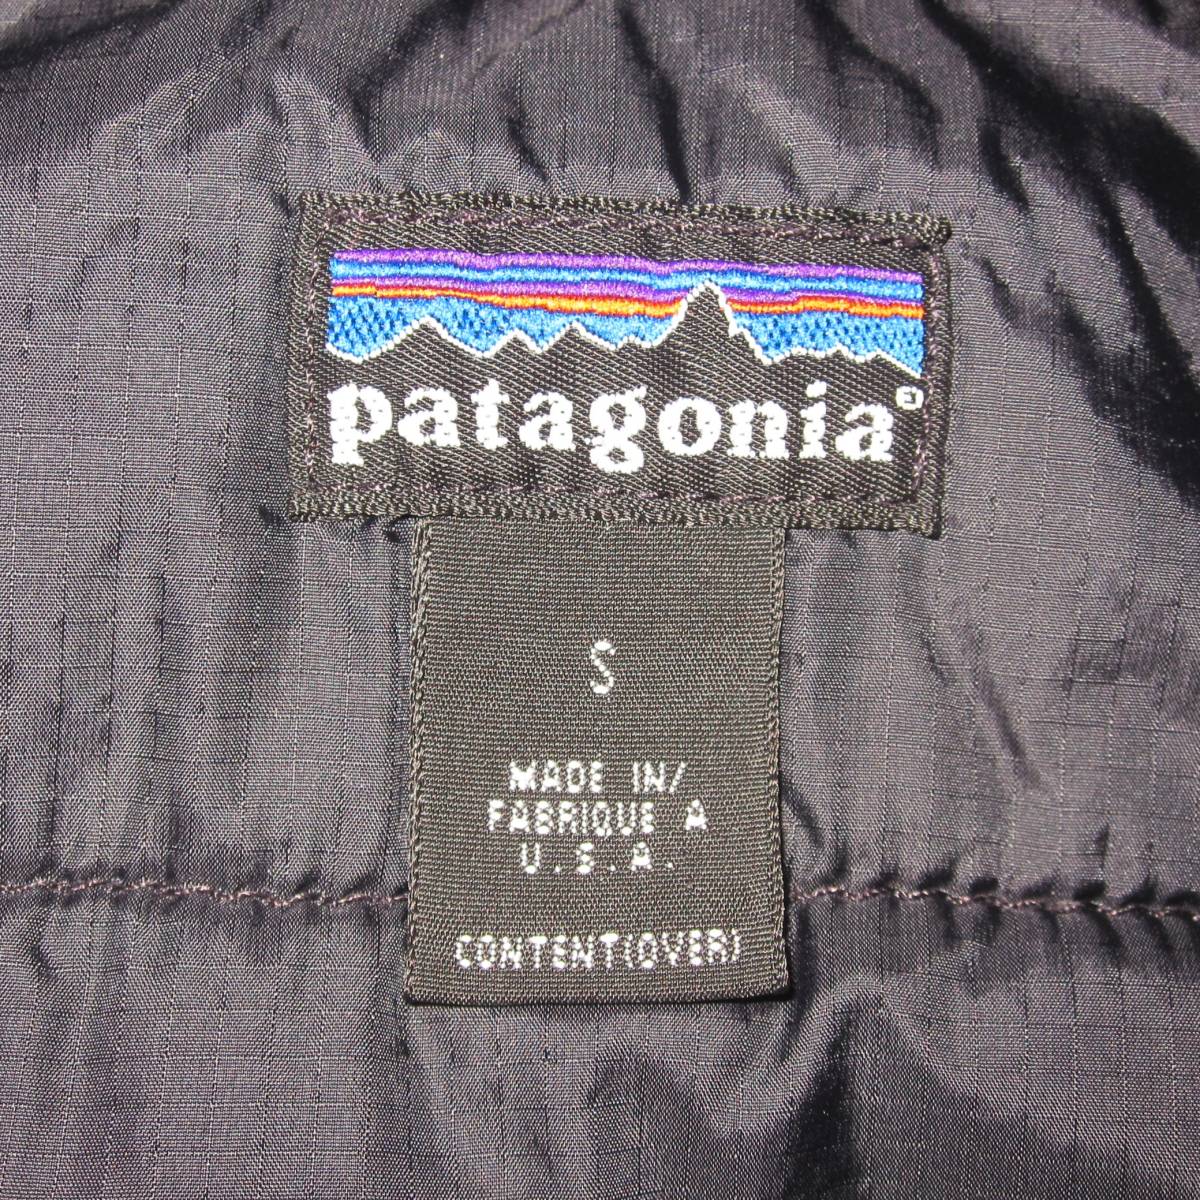 patagonia
S
MADE IN/
FABRIQUE A
U.S.A.
CONTENT(OVER)